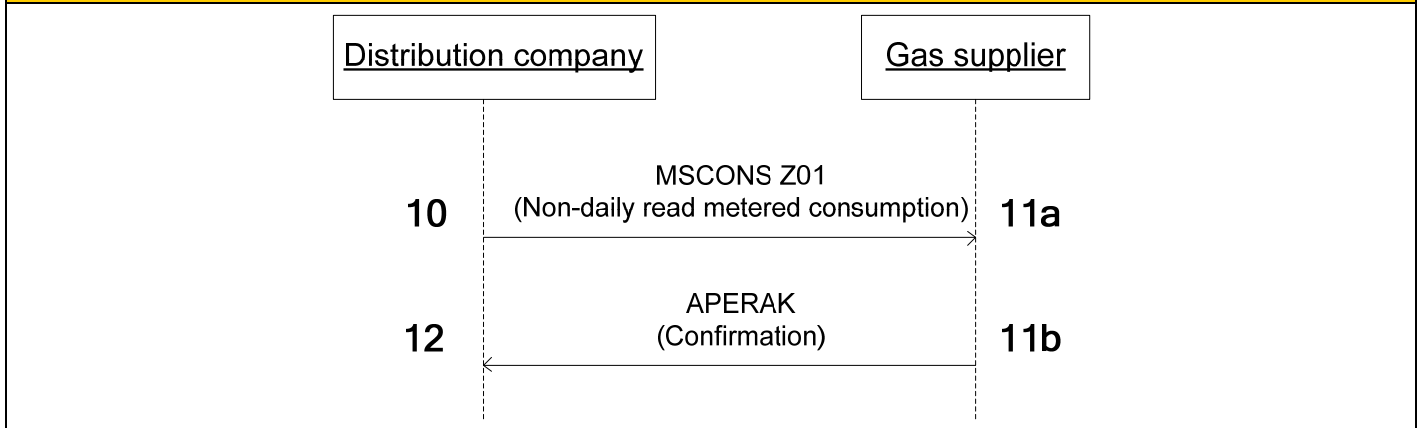 Distribution company
Gas supplier
MSCONS Z01
10
(Non-daily read metered consumption)
11a
APERAK
12
(Confirmation)
11b